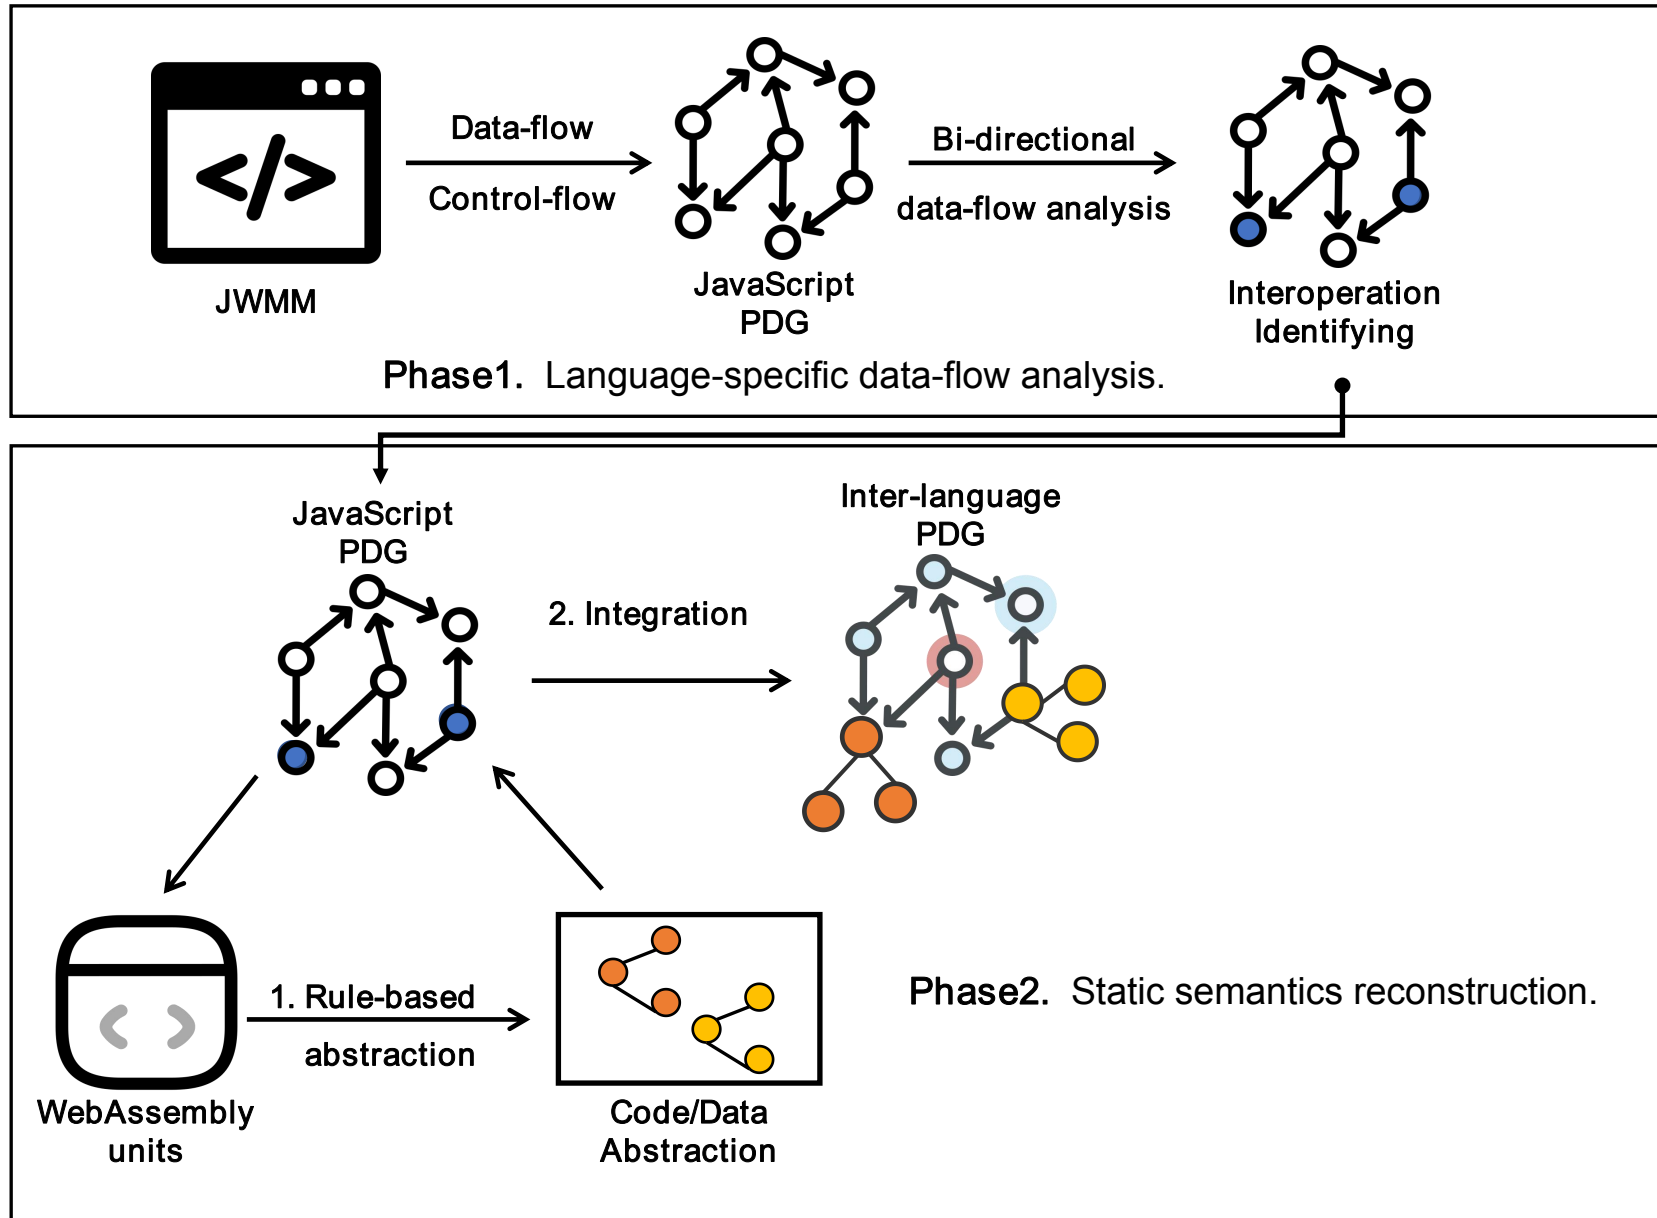 Data-flow
Control-flow
Bi-directional
data-flow analysis
</>
JWMM
JavaScript
PDG
Interoperation
Identifying
Phase1. Language-specific data-flow analysis.
JavaScript
PDG
Inter-language
PDG
2. Integration
< >
1. Rule-based
abstraction
WebAssembly
units
Code/Data
Abstraction
Phase2. Static semantics reconstruction.